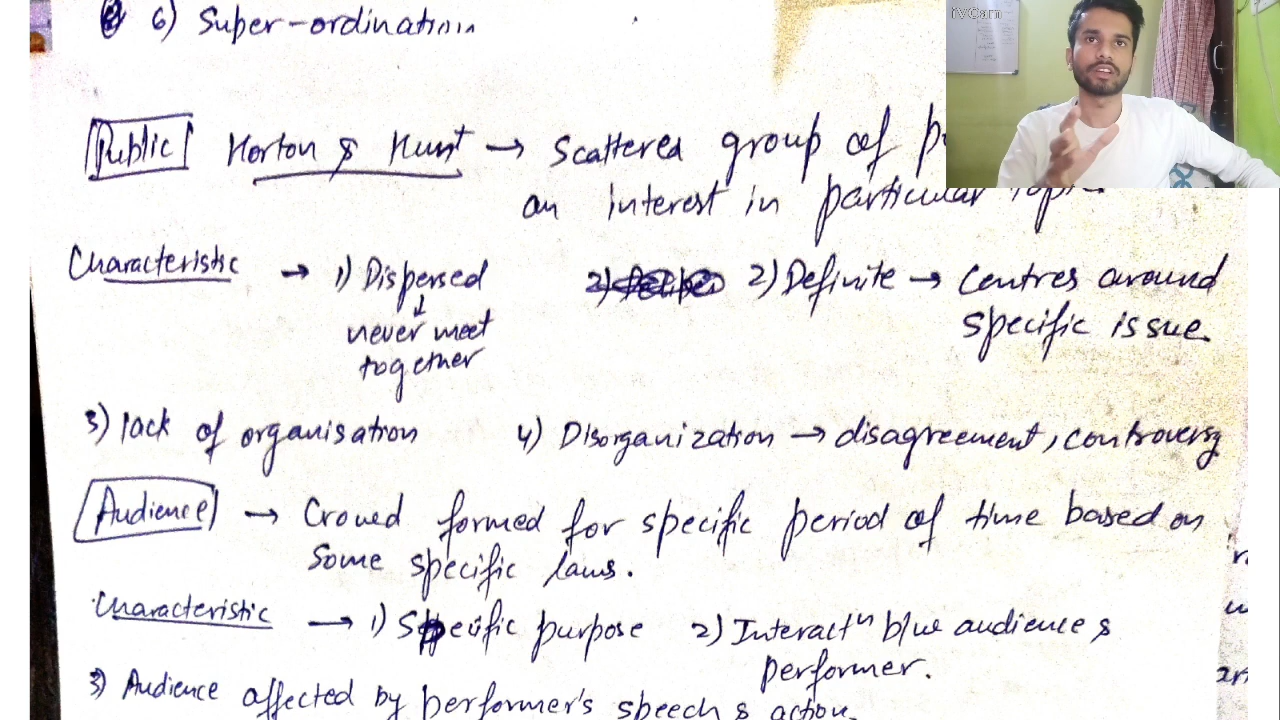 6) Super-ordination
ivCam
Public Horton & Hunt → Scattered group of
an interest in particular
Characteristic → 1) Dispersed 2) Definite → Centres around
never meet specific issue.
together
3) lack of organisation 4) Disorganization → disagreement, controversy
Audience → Crowd formed for specific period of time based on
Some specific laws.
Characteristic → 1) Specific purpose 2) Interactn b/w audience &
performer.
3) Audience affected by performer's speech & action.